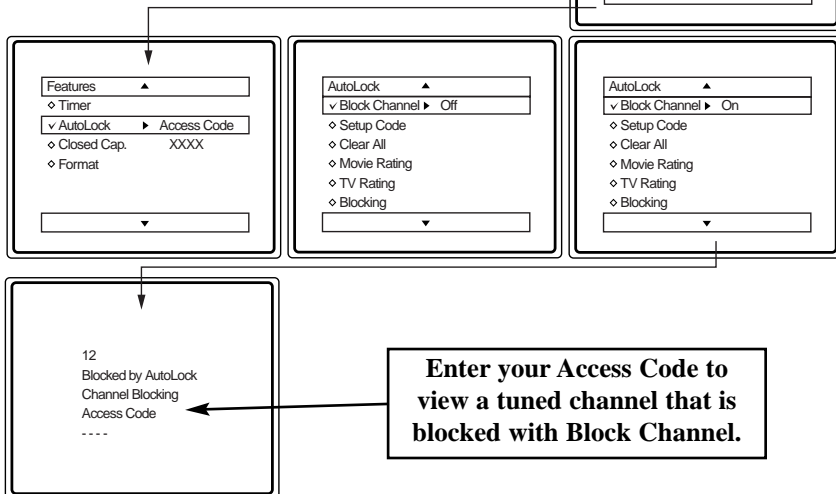 Features
Timer
AutoLock Access Code
Closed Cap. XXXX
Format
AutoLock
Block Channel Off
Setup Code
Clear All
Movie Rating
TV Rating
Blocking
AutoLock
Block Channel On
Setup Code
Clear All
Movie Rating
TV Rating
Blocking
12
Blocked by AutoLock
Channel Blocking
Access Code
- - - -
Enter your Access Code to
view a tuned channel that is
blocked with Block Channel.